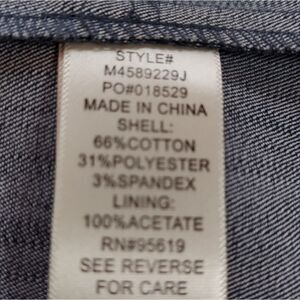 STYLE#
M4589229J
PO#018529
MADE IN CHINA
SHELL:
66%COTTON
31%POLYESTER
3%SPANDEX
LINING:
100%ACETATE
RN#95619
SEE REVERSE
FOR CARE